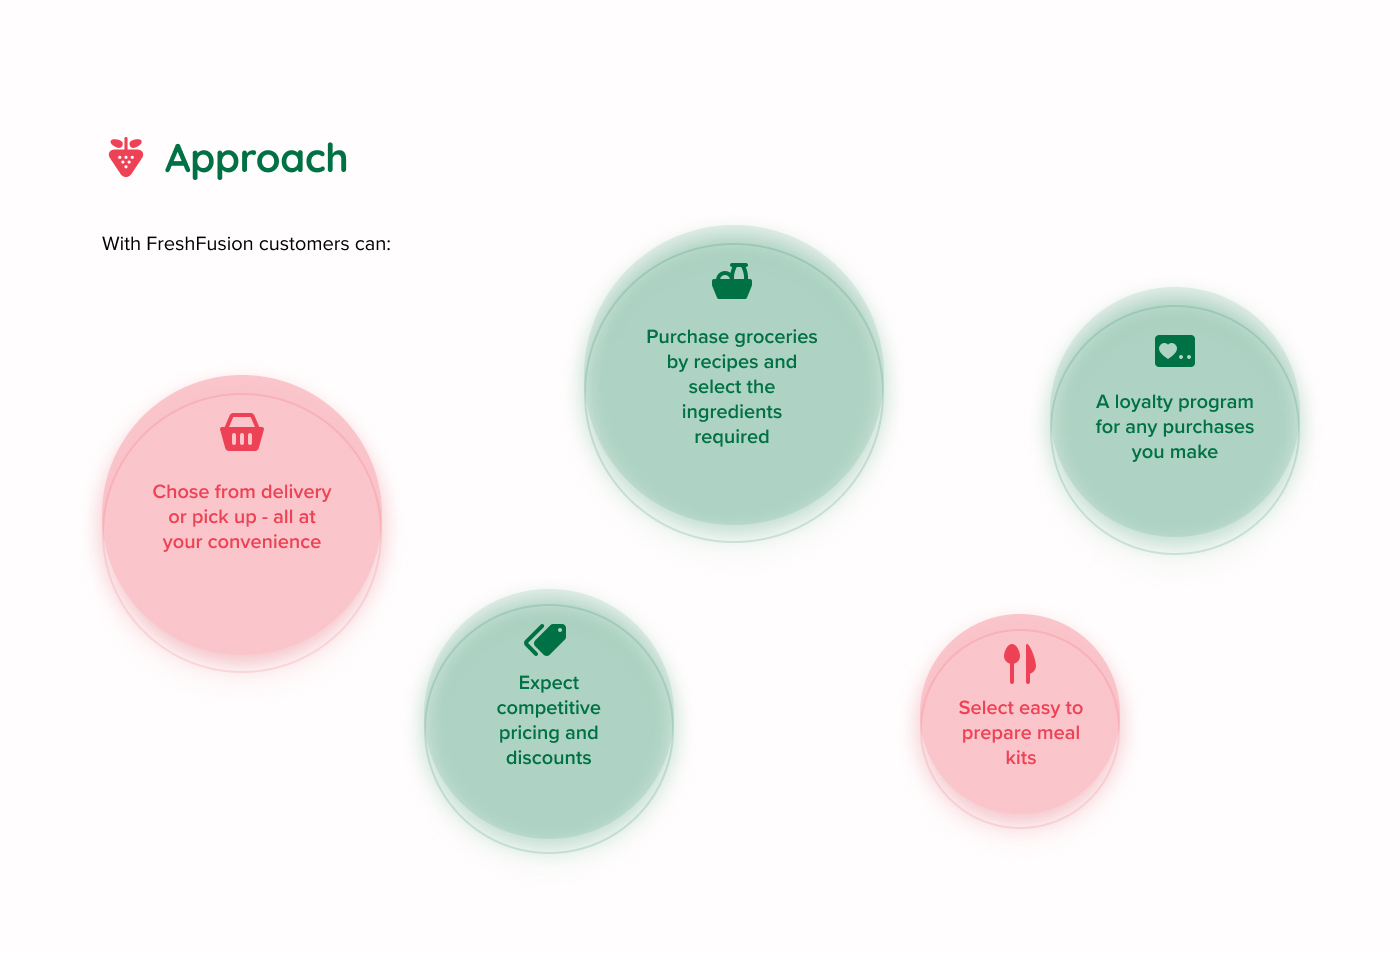 Approach
With FreshFusion customers can:
Chose from delivery
or pick up - all at
your convenience
Purchase groceries
by recipes and
select the
ingredients
required
A loyalty program
for any purchases
you make
Expect
competitive
pricing and
discounts
Select easy to
prepare meal
kits